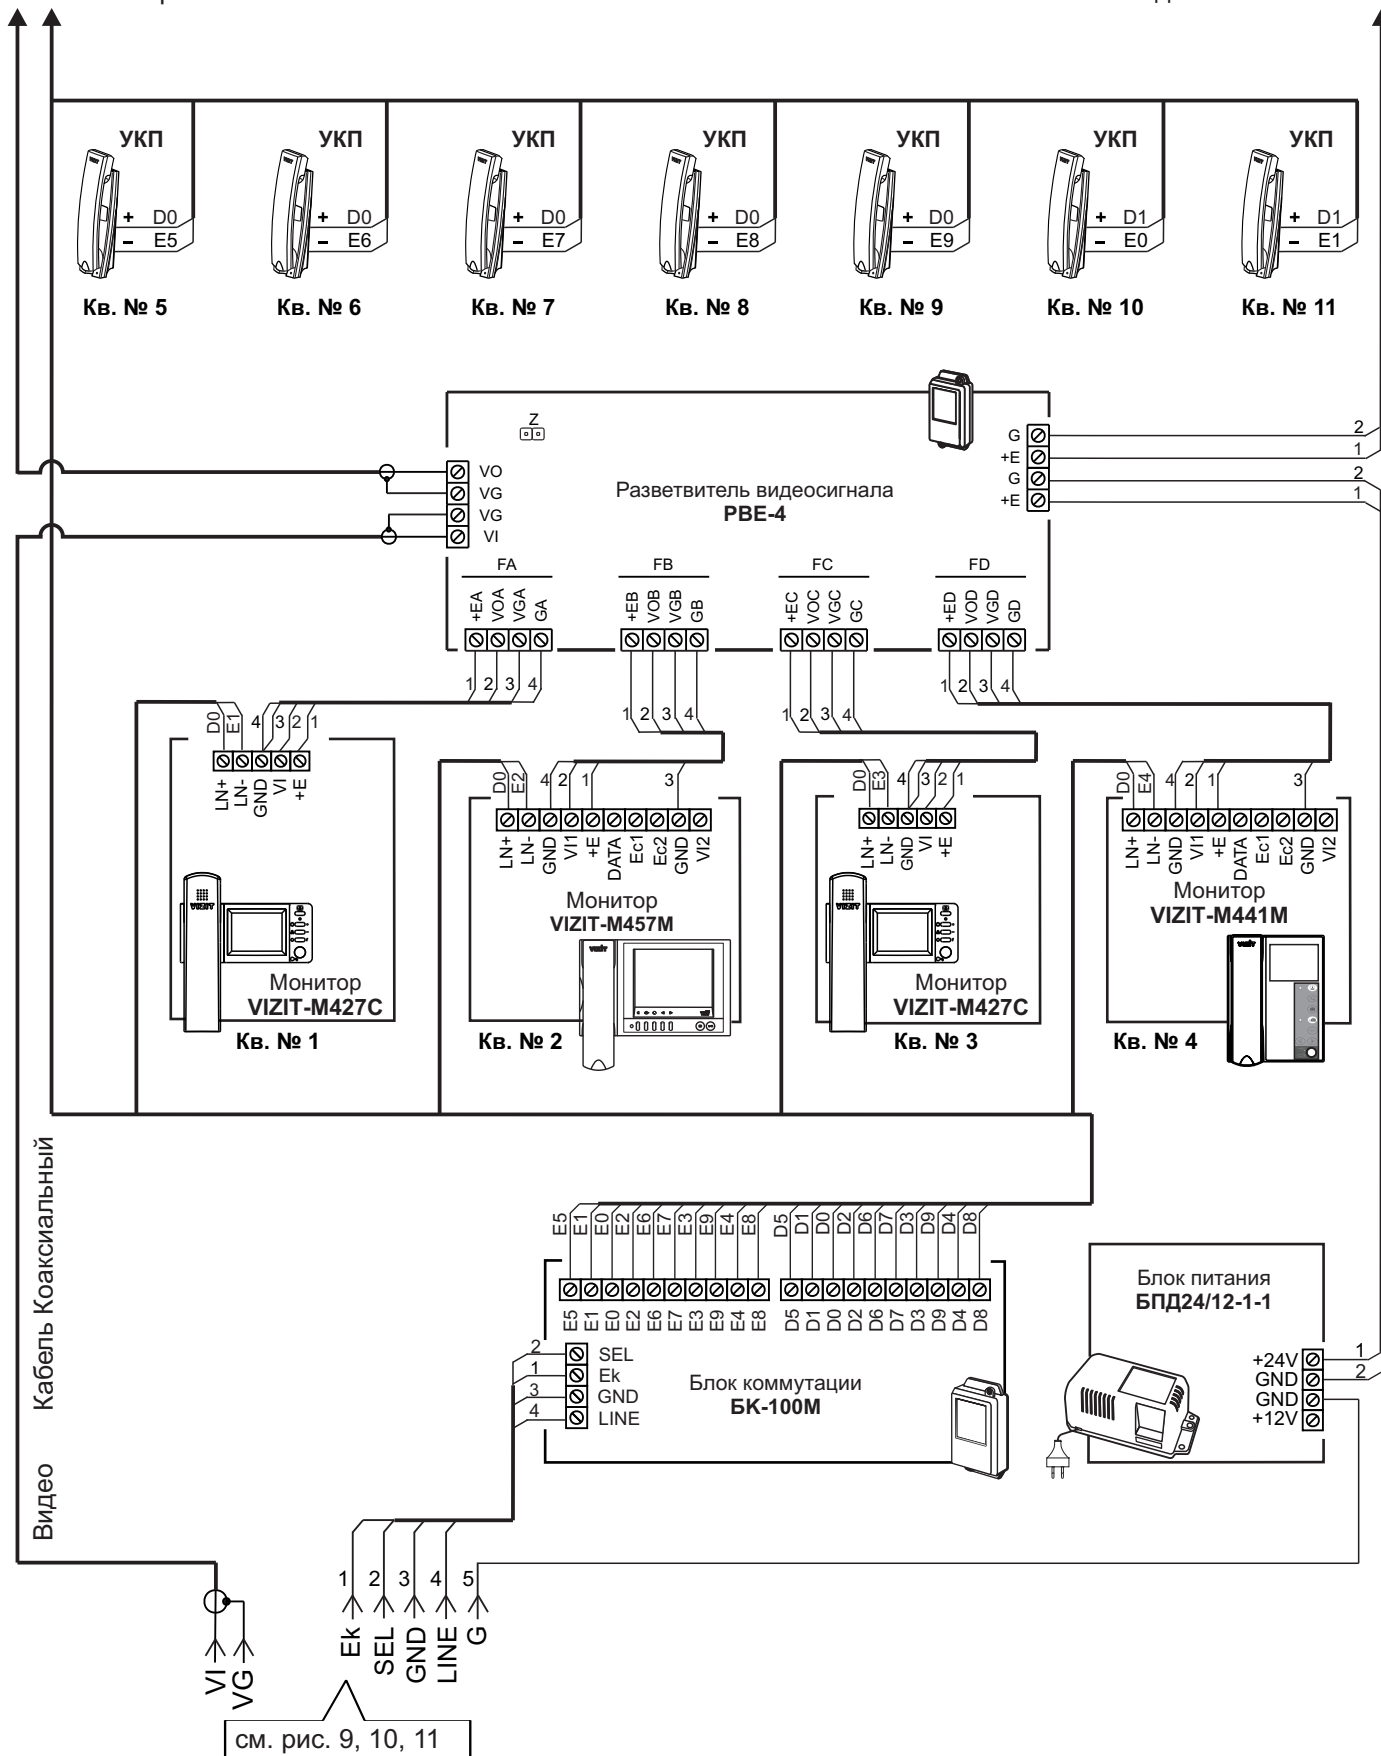 УКП УКП УКП УКП УКП УКП УКП
+ D0 + D0 + D0 + D0 + D0 + D1 + D1
– E5 – E6 – E7 – E8 – E9 – E0 – E1
Кв. № 5 Кв. № 6 Кв. № 7 Кв. № 8 Кв. № 9 Кв. № 10 Кв. № 11
Z
VO
VG
VG
VI
Разветвитель видеосигнала
РВЕ-4
G 2
+E 1
G 2
+E 1
FA FB FC FD
+EA VOA VGA GA +EB VOB VGB GB +EC VOC VGC GC +ED VOD VGD GD
1 2 3 4 1 2 3 4 1 2 3 4 1 2 3 4
D0 E1 4 3 2 1
LN+ LN- GND VI +E
Монитор
VIZIT-M427C
Кв. № 1
D0 E2 4 2 1 3
LN+ LN- GND VI1 +E DATA Ec1 Ec2 GND VI2
Монитор
VIZIT-M457M
Кв. № 2
D0 E3 4 3 2 1
LN+ LN- GND VI +E
VIZIT
Монитор
VIZIT-M427C
Кв. № 3
D0 E4 4 2 1 3
LN+ LN- GND VI1 +E DATA Ec1 Ec2 GND VI2
Монитор
VIZIT-M441M
Кв. № 4
Видео Кабель Коаксиальный
E5 E1 E0 E2 E6 E7 E3 E9 E4 E8 D5 D1 D0 D2 D6 D7 D3 D9 D4 D8
E5 E1 E0 E2 E6 E7 E3 E9 E4 E8 D5 D1 D0 D2 D6 D7 D3 D9 D4 D8
2 SEL
1 Ek
3 GND
4 LINE
Блок коммутации
БК-100М
Блок питания
БПД24/12-1-1
+24V 1
GND 2
GND
+12V
1 2 3 4 5
Ek SEL GND LINE G
VI VG
см. рис. 9, 10, 11